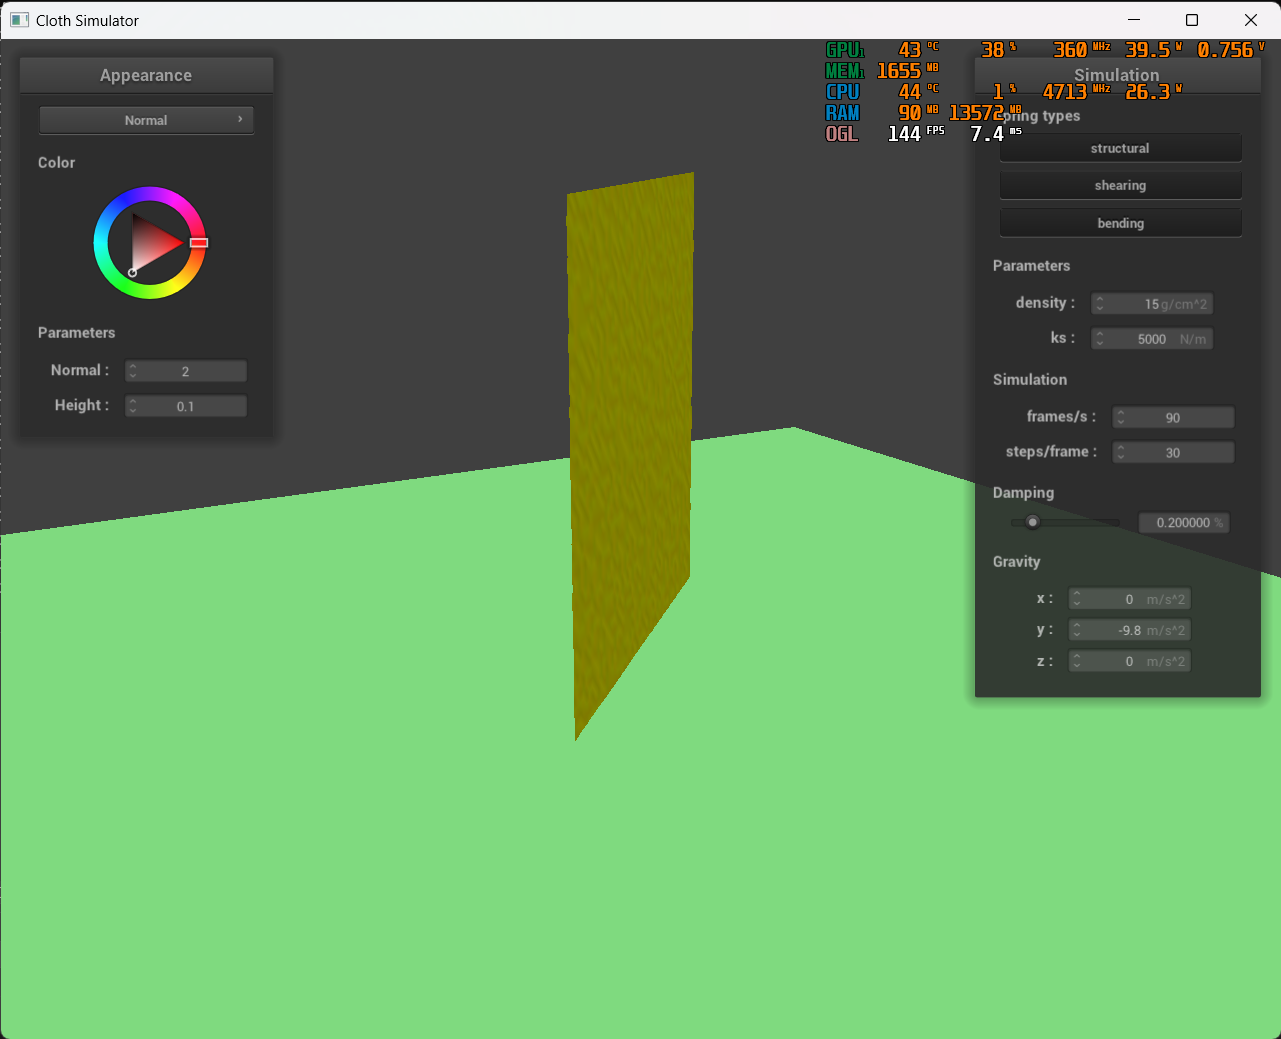 Cloth Simulator
GPU1 43 °C 38 % 360 MHz 39.5 W 0.756 V
MEM1 1655 MB
CPU 44 °C 1 % 4713 MHz 26.3 W
RAM 90 MB 13572 MB
OGL 144 FPS 7.4 ms
Appearance
Normal
Color
Parameters
Normal : 2
Height : 0.1
Simulation
pring types
structural
shearing
bending
Parameters
density : 15 g/cm^2
ks : 5000 N/m
Simulation
frames/s : 90
steps/frame : 30
Damping
0.200000 %
Gravity
x : 0 m/s^2
y : -9.8 m/s^2
z : 0 m/s^2